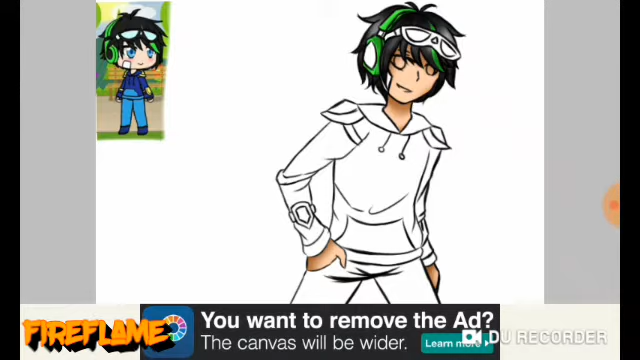 FIREFLAME
You want to remove the Ad?
The canvas will be wider.
Learn more
DU RECORDER